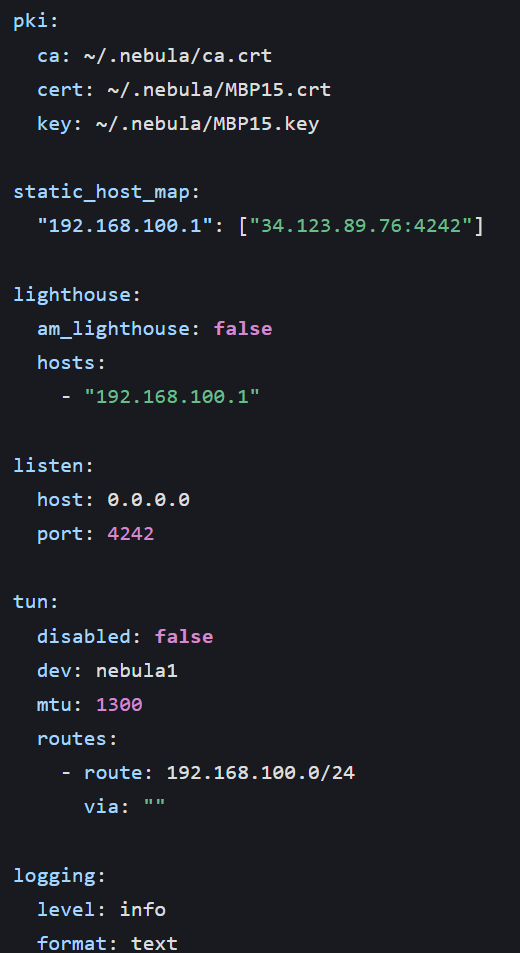 pki:
  ca: ~/.nebula/ca.crt
  cert: ~/.nebula/MBP15.crt
  key: ~/.nebula/MBP15.key

static_host_map:
  "192.168.100.1": ["34.123.89.76:4242"]

lighthouse:
  am_lighthouse: false
  hosts:
    - "192.168.100.1"

listen:
  host: 0.0.0.0
  port: 4242

tun:
  disabled: false
  dev: nebula1
  mtu: 1300
  routes:
    - route: 192.168.100.0/24
      via: ""

logging:
  level: info
  format: text